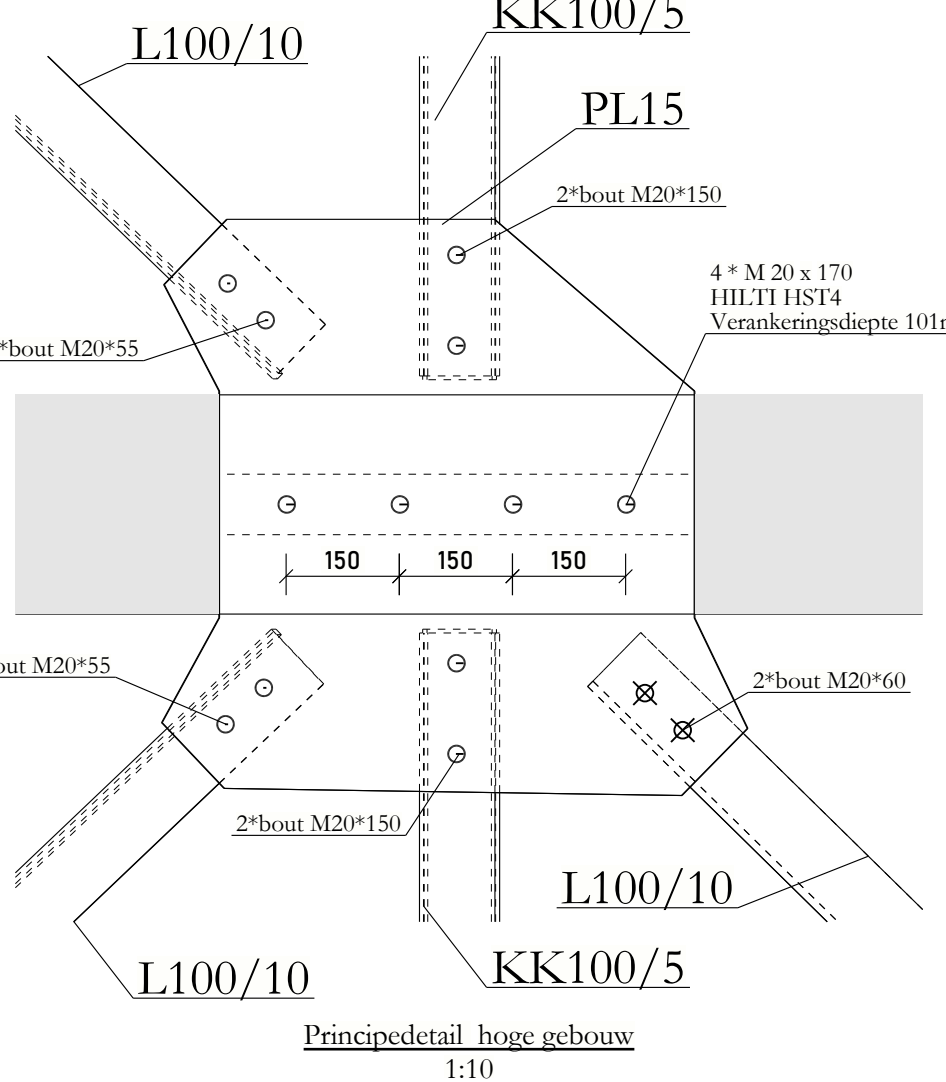 KK100/5
L100/10
PL15
2*bout M20*150
4 * M 20 x 170
HILTI HST4
Verankeringsdiepte
*bout M20*55
150 150 150
M20*55
2*bout M20*60
2*bout M20*150
L100/10
KK100/5
L100/10
Principedetail hoge gebouw
1:10